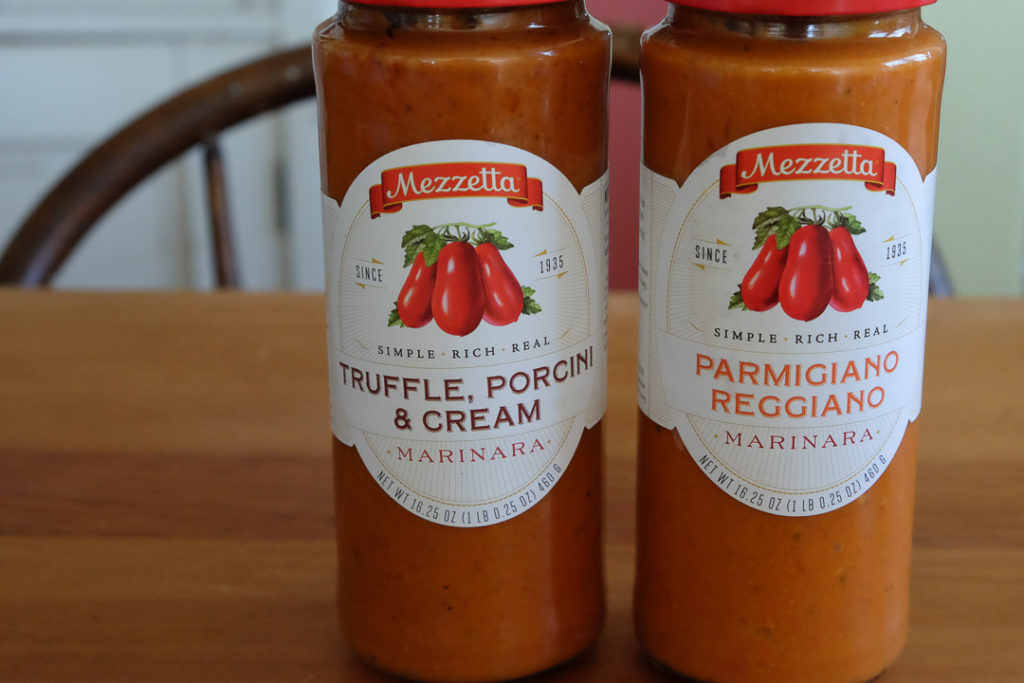 Mezzetta
SINCE 1935
SIMPLE · RICH · REAL
TRUFFLE, PORCINI
& CREAM
· MARINARA ·
NET WT 16.25 OZ (1 LB 0.25 OZ) 460 G
Mezzetta
SINCE 1935
SIMPLE · RICH · REAL
PARMIGIANO
REGGIANO
· MARINARA ·
NET WT 16.25 OZ (1 LB 0.25 OZ) 460 G